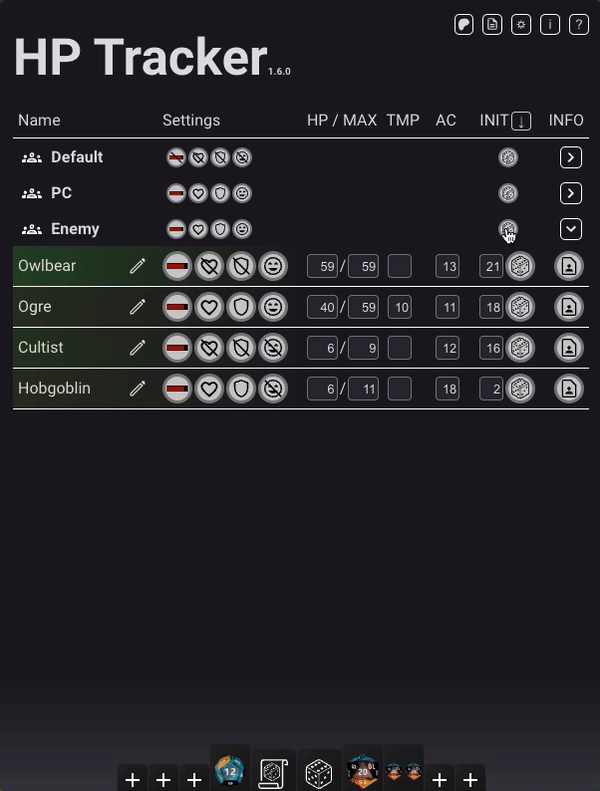 HP Tracker 1.6.0
Name Settings HP / MAX TMP AC INIT ↓ INFO
Default
PC
Enemy
Owlbear 59 / 59 13 21
Ogre 40 / 59 10 11 18
Cultist 6 / 9 12 16
Hobgoblin 6 / 11 18 2
+ + + 12 20 + +